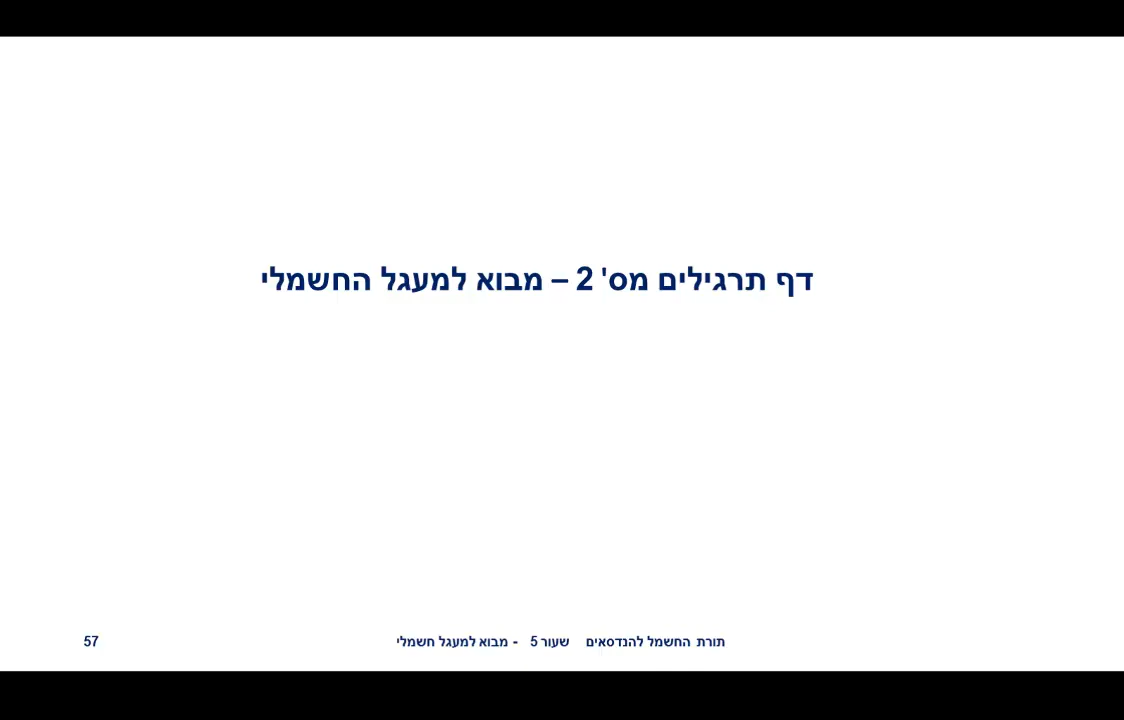 דף תרגילים מס' 2 – מבוא למעגל החשמלי
תורת החשמל להנדסאים שעור 5 - מבוא למעגל חשמלי
57